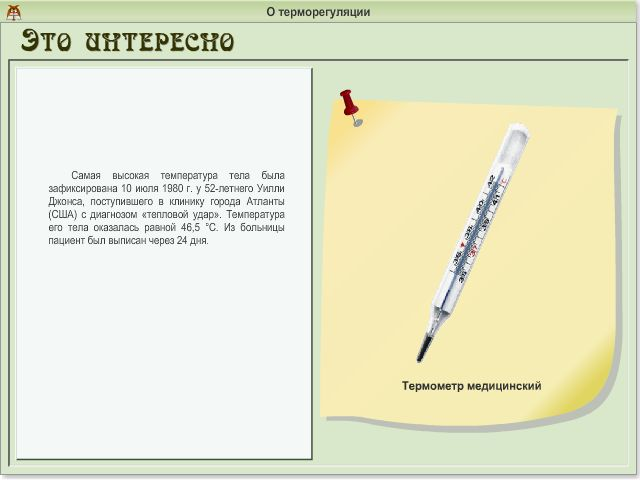 О терморегуляции
Это интересно
Самая высокая температура тела была
зафиксирована 10 июля 1980 г. у 52-летнего Уилли
Джонса, поступившего в клинику города Атланты
(США) с диагнозом «тепловой удар». Температура
его тела оказалась равной 46,5 °С. Из больницы
пациент был выписан через 24 дня.
Термометр медицинский